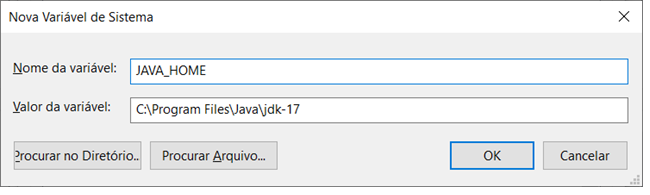 Nova Variável de Sistema
Nome da variável: JAVA_HOME
Valor da variável: C:\Program Files\Java\jdk-17
Procurar no Diretório... Procurar Arquivo... OK Cancelar